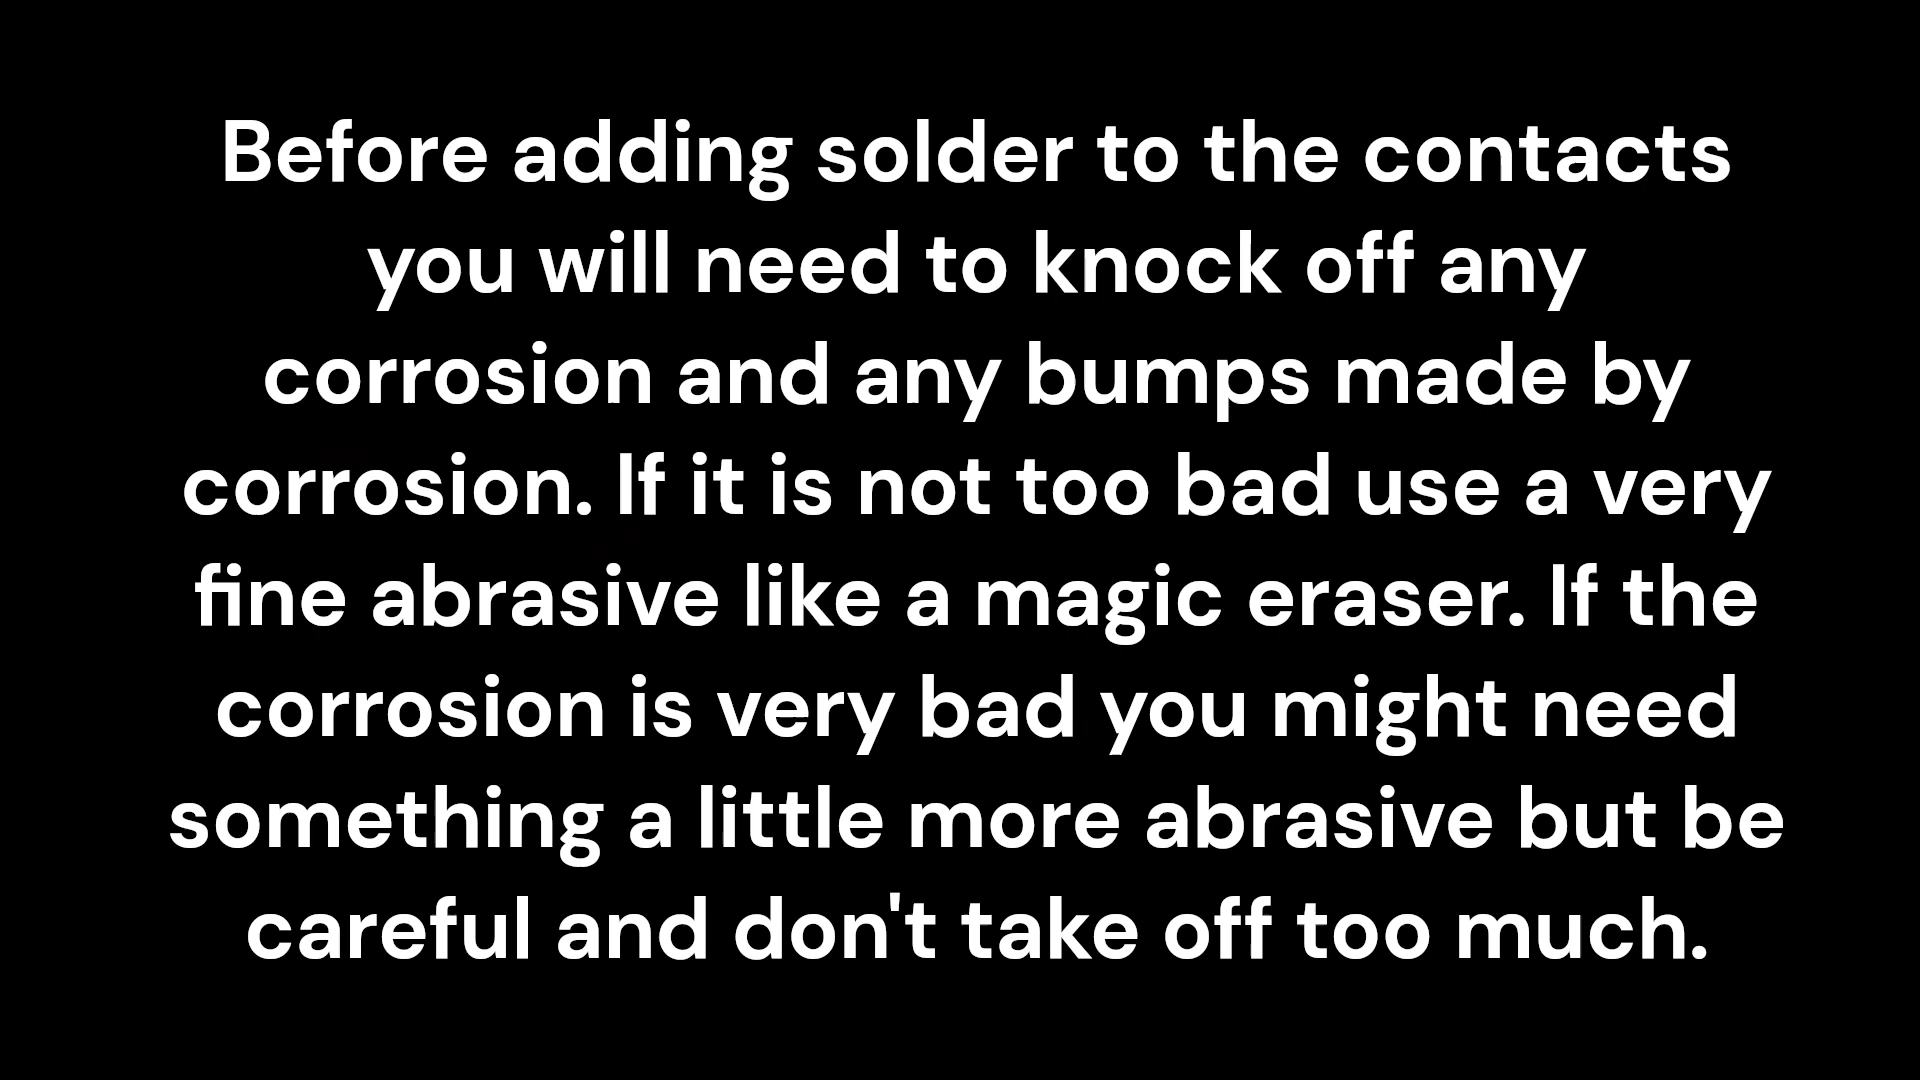 Before adding solder to the contacts
you will need to knock off any
corrosion and any bumps made by
corrosion. If it is not too bad use a very
fine abrasive like a magic eraser. If the
corrosion is very bad you might need
something a little more abrasive but be
careful and don't take off too much.